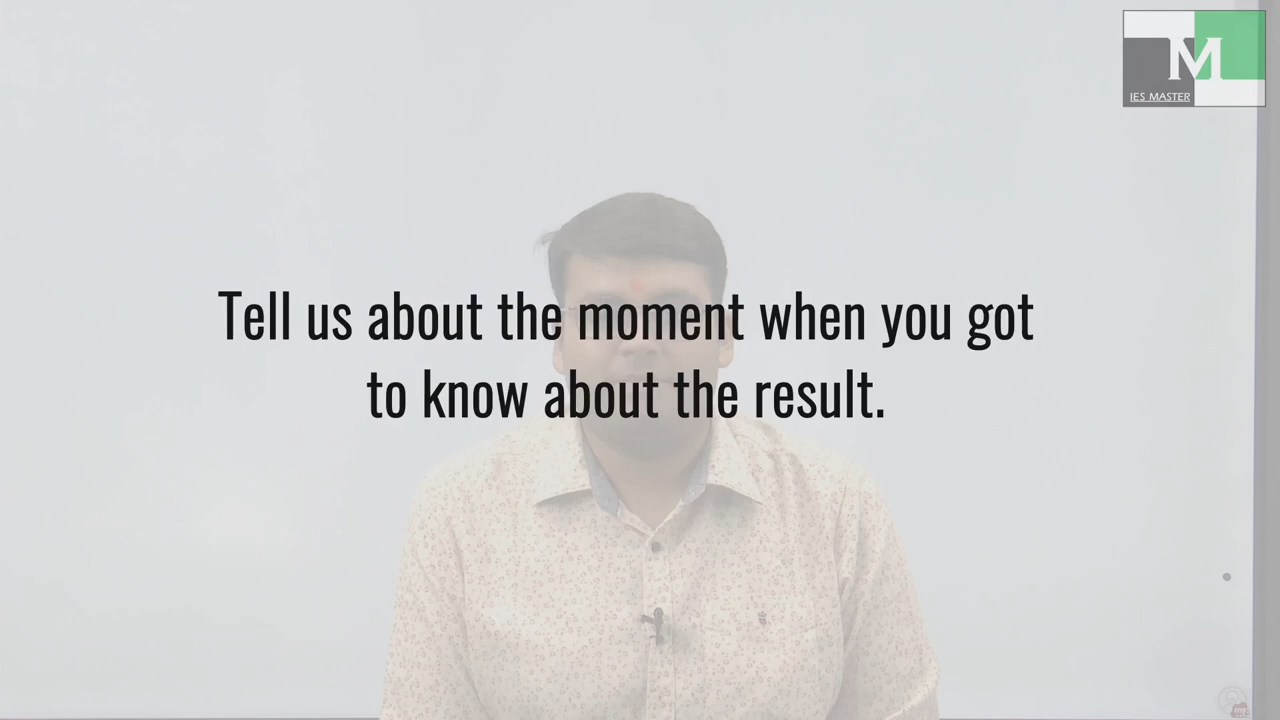 M
IES MASTER
Tell us about the moment when you got
to know about the result.